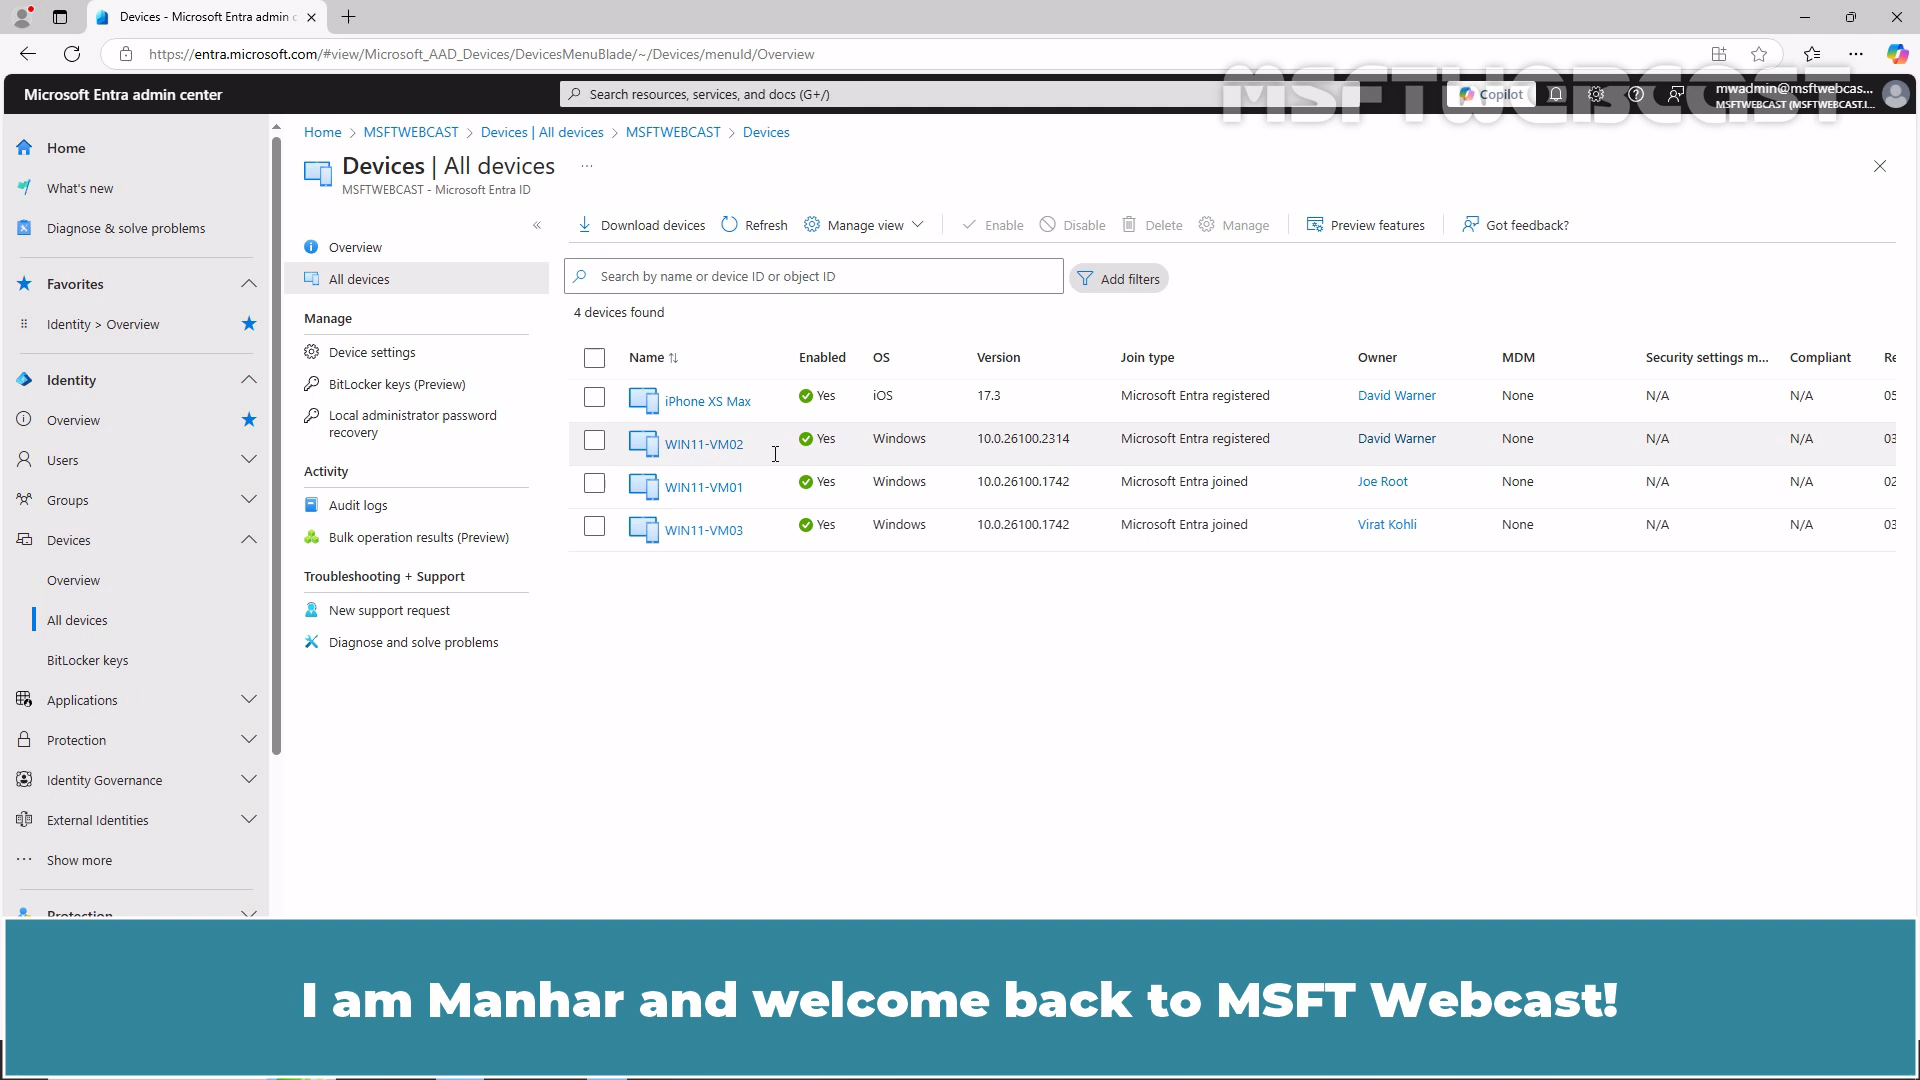 Devices - Microsoft Entra admin c
https://entra.microsoft.com/#view/Microsoft_AAD_Devices/DevicesMenuBlade/~/Devices/menuId/Overview
Microsoft Entra admin center
Search resources, services, and docs (G+/)
MSFTWEBCAST
Copilot
mwadmin@msftwebcas...
MSFTWEBCAST (MSFTWEBCAST.I...
Home > MSFTWEBCAST > Devices | All devices > MSFTWEBCAST > Devices
Devices | All devices ...
MSFTWEBCAST - Microsoft Entra ID
Home
What's new
Diagnose & solve problems
Favorites
Identity > Overview
Identity
Overview
Users
Groups
Devices
Overview
All devices
BitLocker keys
Applications
Protection
Identity Governance
External Identities
Show more
Protection
Overview
All devices
Manage
Device settings
BitLocker keys (Preview)
Local administrator password
recovery
Activity
Audit logs
Bulk operation results (Preview)
Troubleshooting + Support
New support request
Diagnose and solve problems
Download devices Refresh Manage view Enable Disable Delete Manage Preview features Got feedback?
Search by name or device ID or object ID
Add filters
4 devices found
Name Enabled OS Version Join type Owner MDM Security settings m... Compliant Re
iPhone XS Max Yes iOS 17.3 Microsoft Entra registered David Warner None N/A N/A 05
WIN11-VM02 Yes Windows 10.0.26100.2314 Microsoft Entra registered David Warner None N/A N/A 03
WIN11-VM01 Yes Windows 10.0.26100.1742 Microsoft Entra joined Joe Root None N/A N/A 02
WIN11-VM03 Yes Windows 10.0.26100.1742 Microsoft Entra joined Virat Kohli None N/A N/A 03
I am Manhar and welcome back to MSFT Webcast!